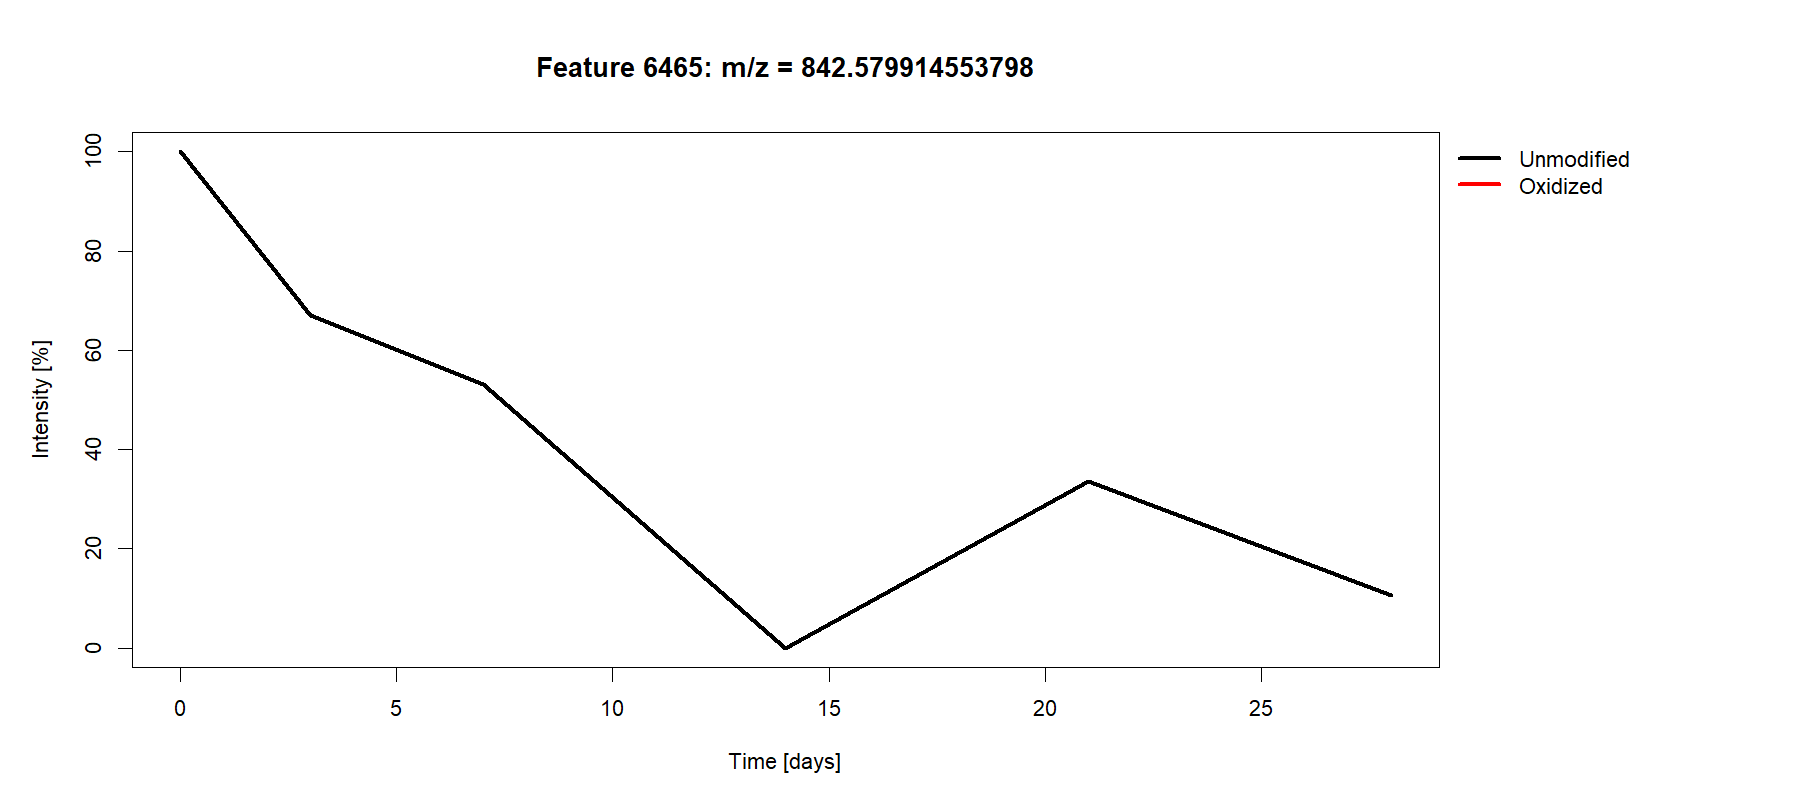 Feature 6465: m/z = 842.579914553798
Unmodified
Oxidized
Intensity [%]
100
80
60
40
20
0
0 5 10 15 20 25
Time [days]